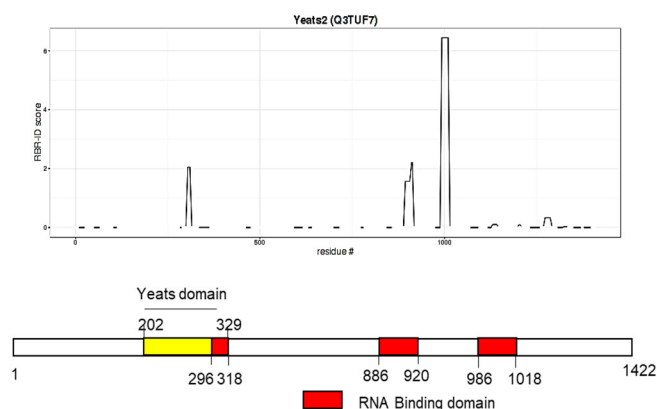 Yeats2 (Q3TUF7)
6
4
2
0
RBR-ID score
0 500 1000
residue #
Yeats domain
202 329
1 296 318 886 920 986 1018 1422
RNA Binding domain